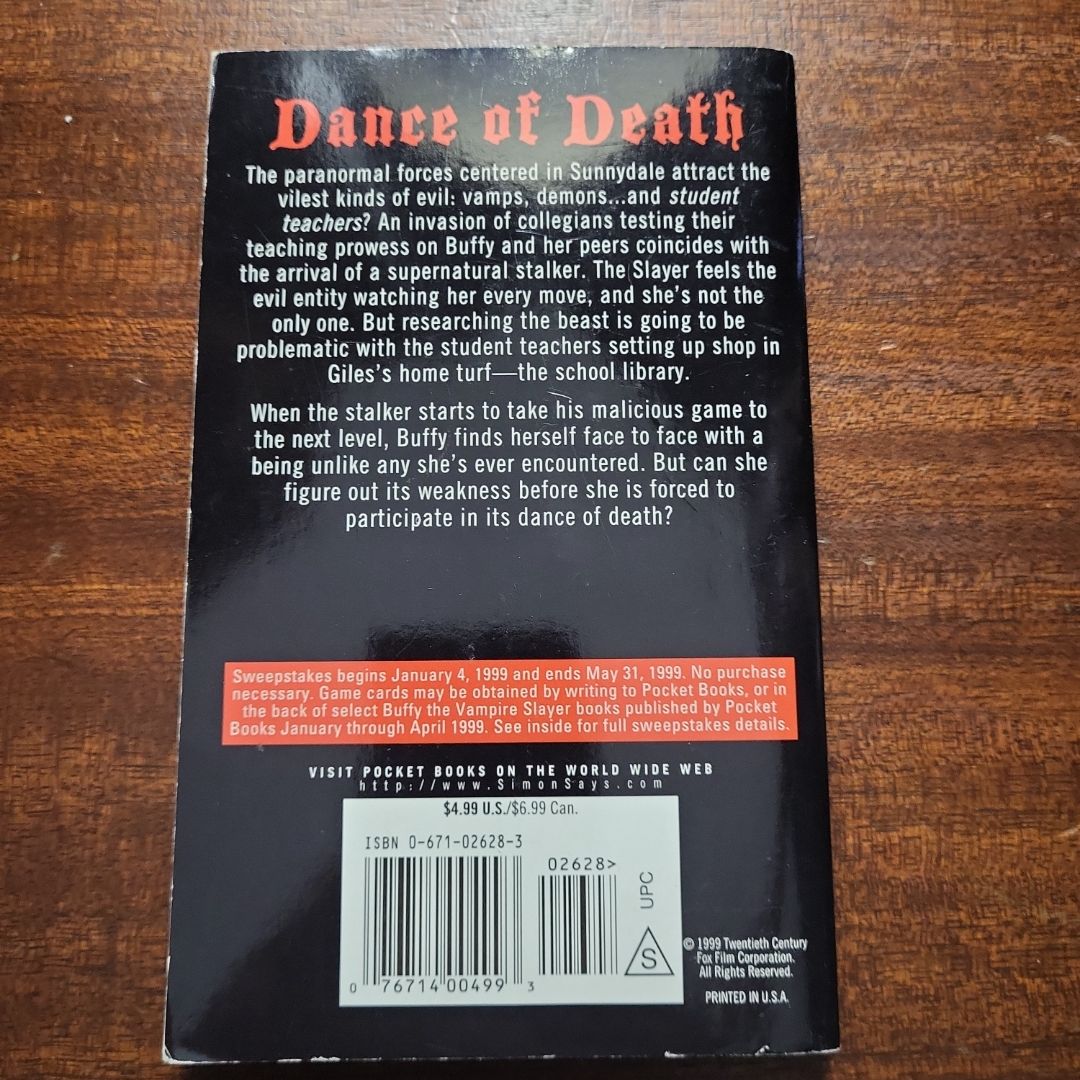 Dance of Death
The paranormal forces centered in Sunnydale attract the
vilest kinds of evil: vamps, demons...and student
teachers? An invasion of collegians testing their
teaching prowess on Buffy and her peers coincides with
the arrival of a supernatural stalker. The Slayer feels the
evil entity watching her every move, and she's not the
only one. But researching the beast is going to be
problematic with the student teachers setting up shop in
Giles's home turf—the school library.
When the stalker starts to take his malicious game to
the next level, Buffy finds herself face to face with a
being unlike any she's ever encountered. But can she
figure out its weakness before she is forced to
participate in its dance of death?
Sweepstakes begins January 4, 1999 and ends May 31, 1999. No purchase
necessary. Game cards may be obtained by writing to Pocket Books, or in
the back of select Buffy the Vampire Slayer books published by Pocket
Books January through April 1999. See inside for full sweepstakes details.
VISIT POCKET BOOKS ON THE WORLD WIDE WEB
http://www.SimonSays.com
$4.99 U.S./$6.99 Can.
ISBN 0-671-02628-3
02628>
UPC
S
0 76714 00499 3
© 1999 Twentieth Century
Fox Film Corporation.
All Rights Reserved.
PRINTED IN U.S.A.